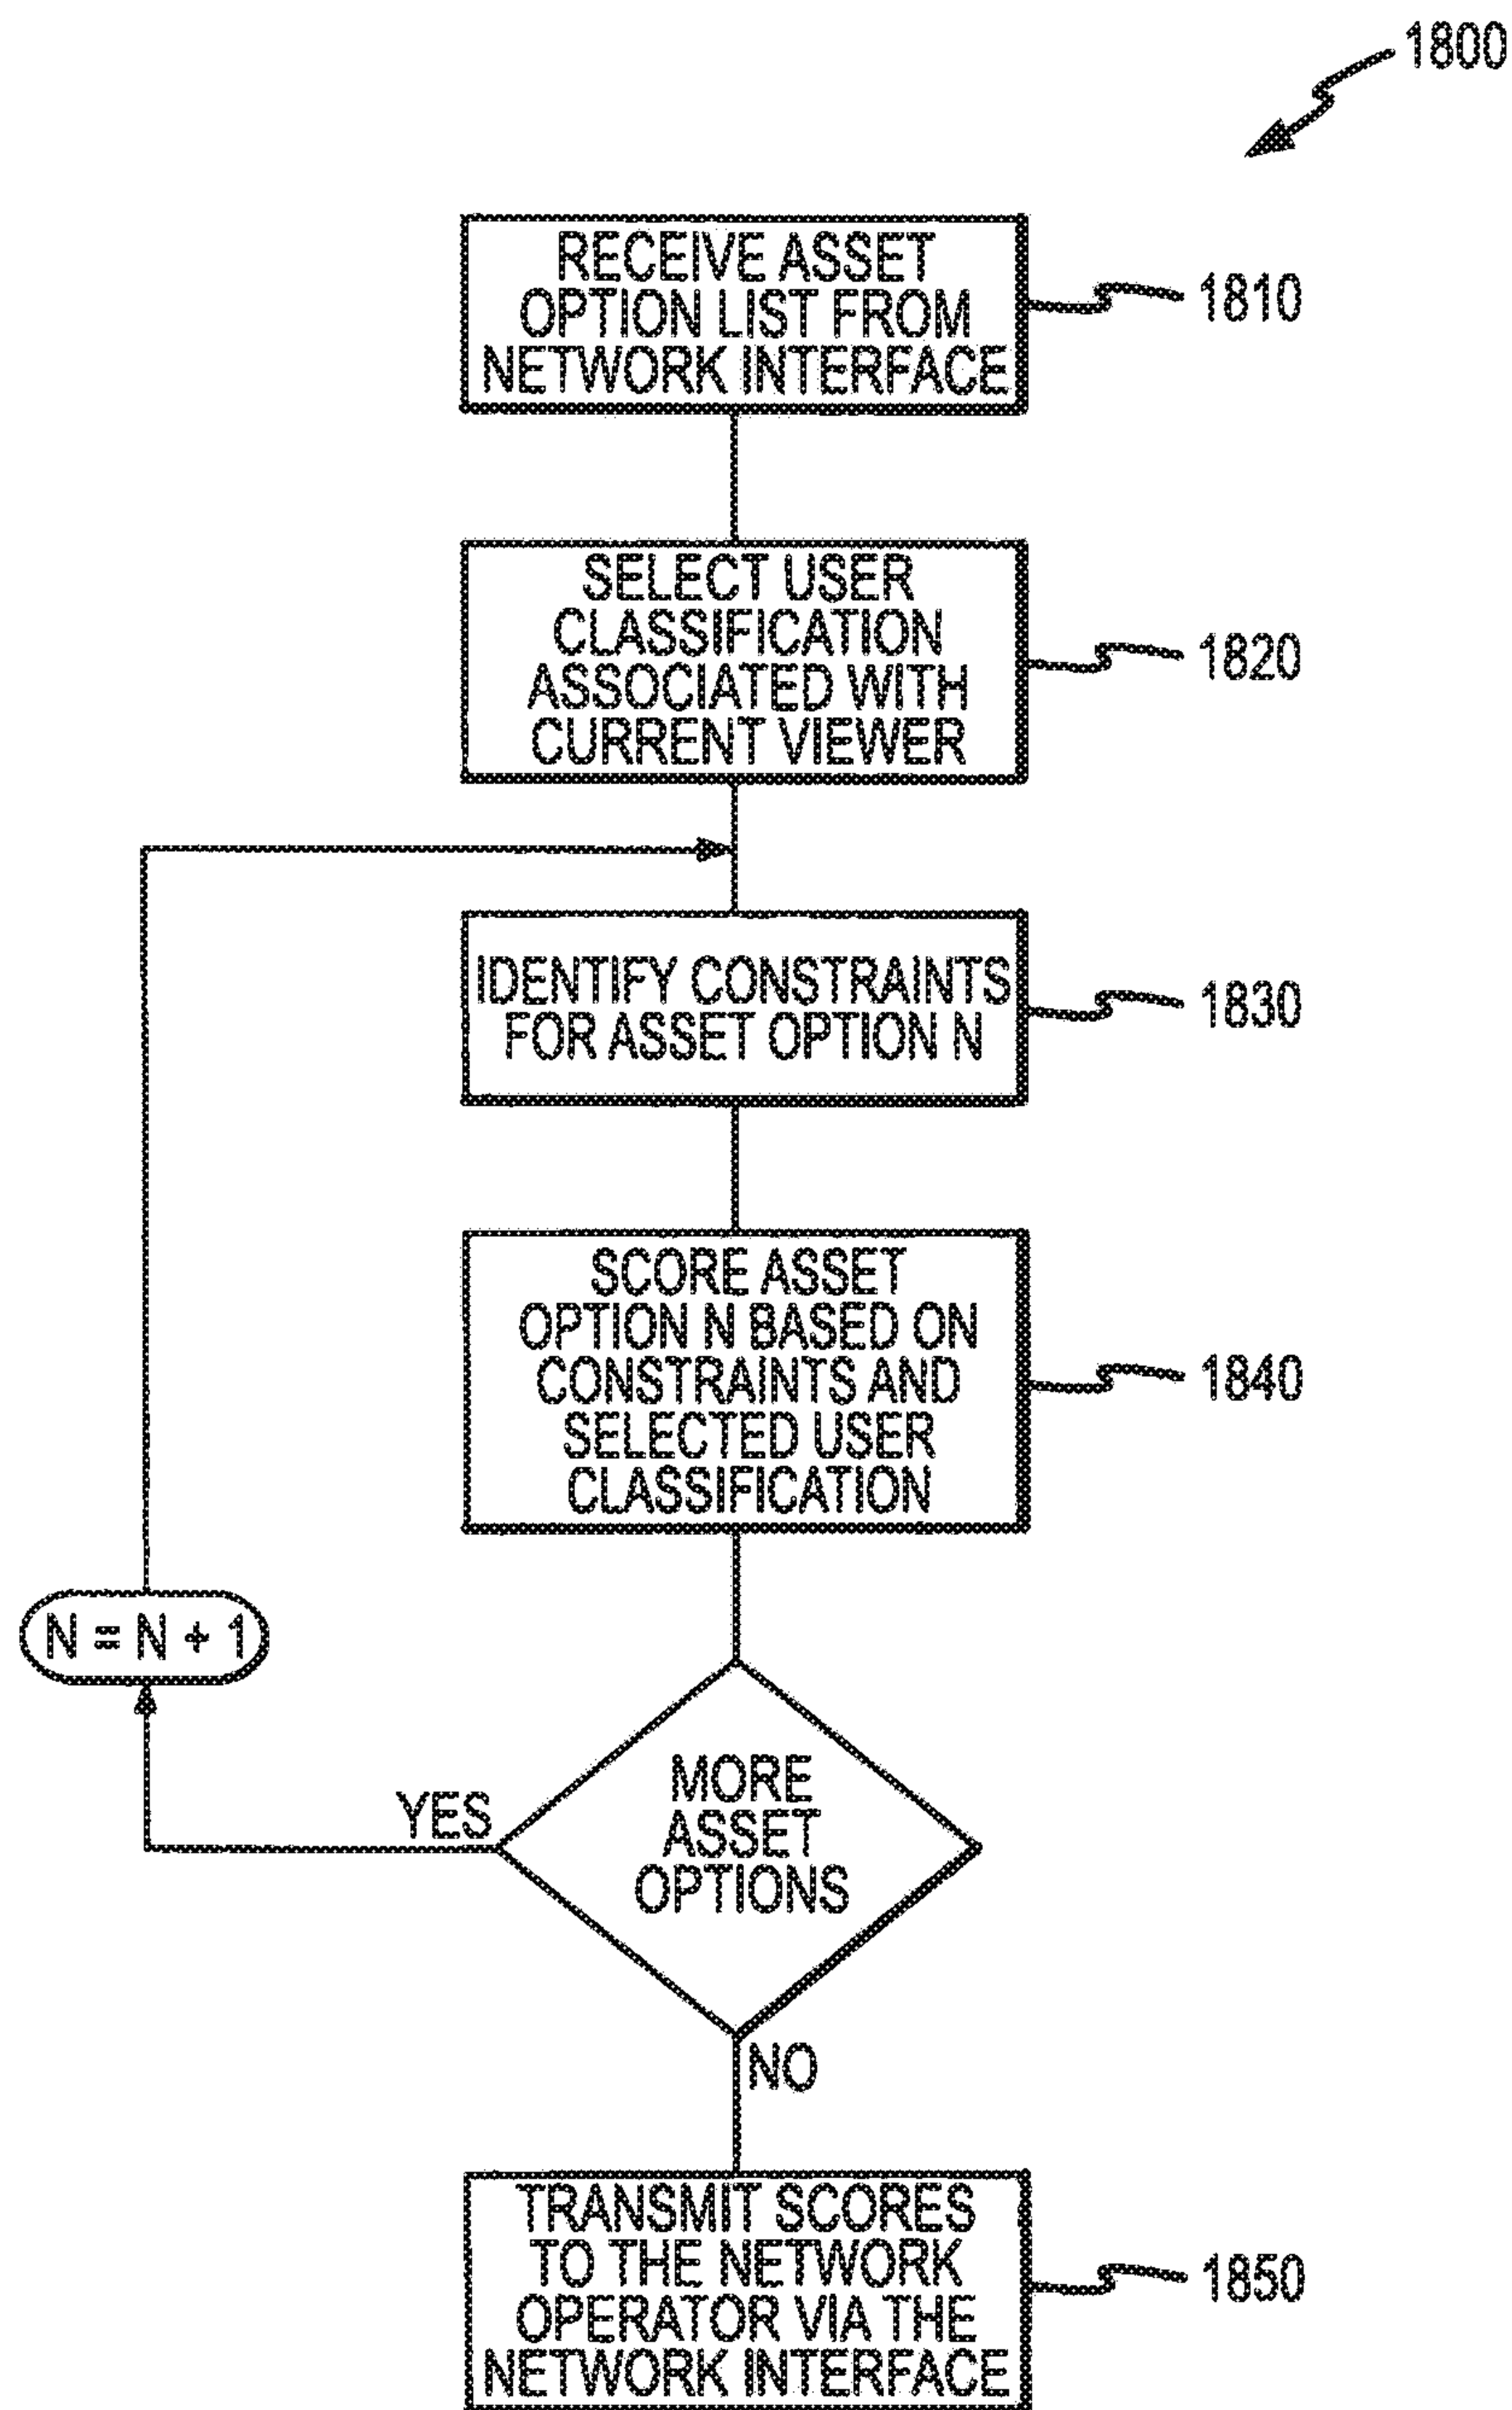 1800
RECEIVE ASSET
OPTION LIST FROM
NETWORK INTERFACE
1810
SELECT USER
CLASSIFICATION
ASSOCIATED WITH
CURRENT VIEWER
1820
IDENTIFY CONSTRAINTS
FOR ASSET OPTION N
1830
SCORE ASSET
OPTION N BASED ON
CONSTRAINTS AND
SELECTED USER
CLASSIFICATION
1840
N = N + 1
YES
MORE
ASSET
OPTIONS
NO
TRANSMIT SCORES
TO THE NETWORK
OPERATOR VIA THE
NETWORK INTERFACE
1850